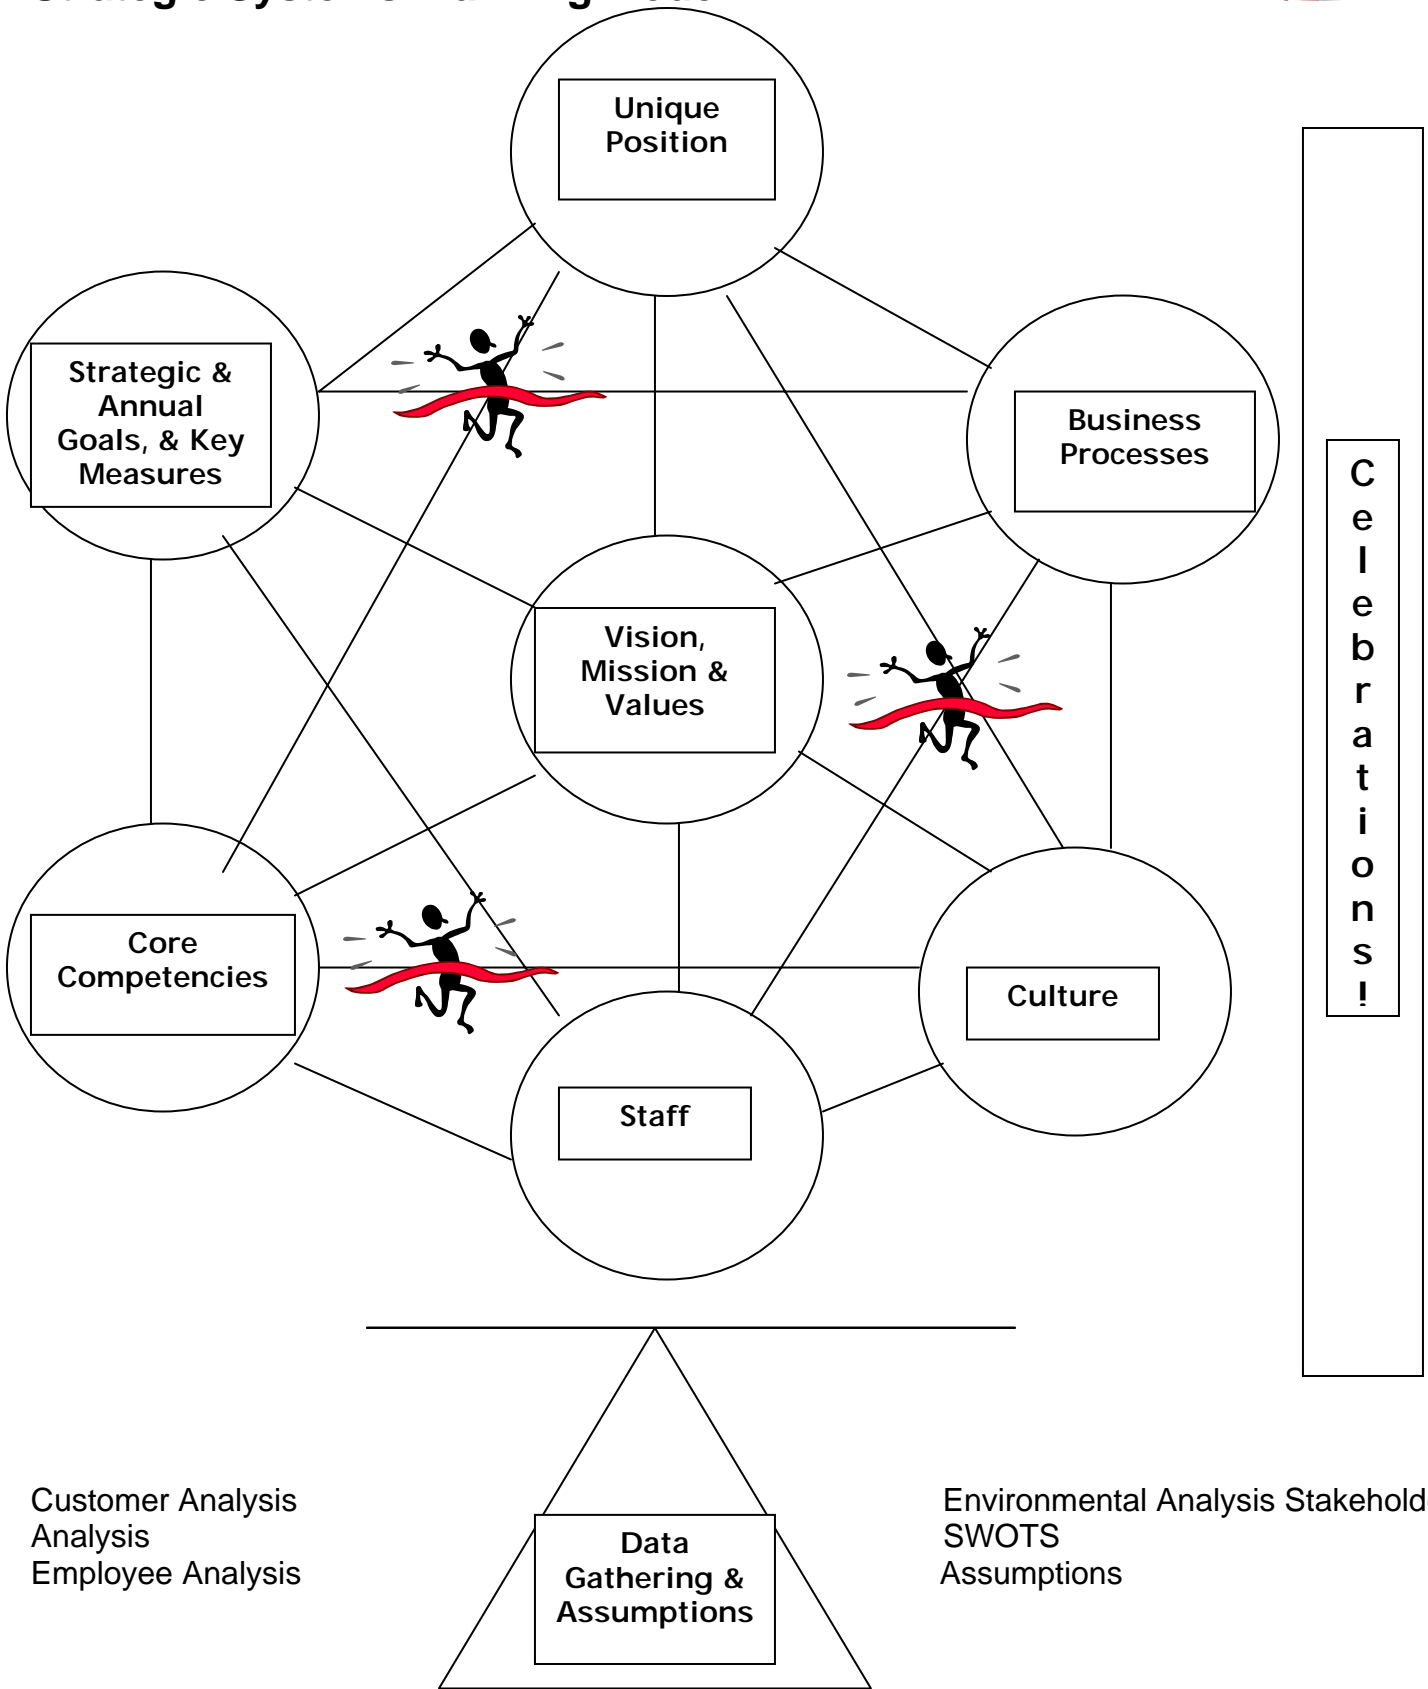 Unique
Position
Strategic &
Annual
Goals, & Key
Measures
Business
Processes
Vision,
Mission &
Values
Core
Competencies
Culture
Staff
C
e
l
e
b
r
a
t
i
o
n
s
!
Customer Analysis
Analysis
Employee Analysis
Data
Gathering &
Assumptions
Environmental Analysis Stakehold
SWOTS
Assumptions